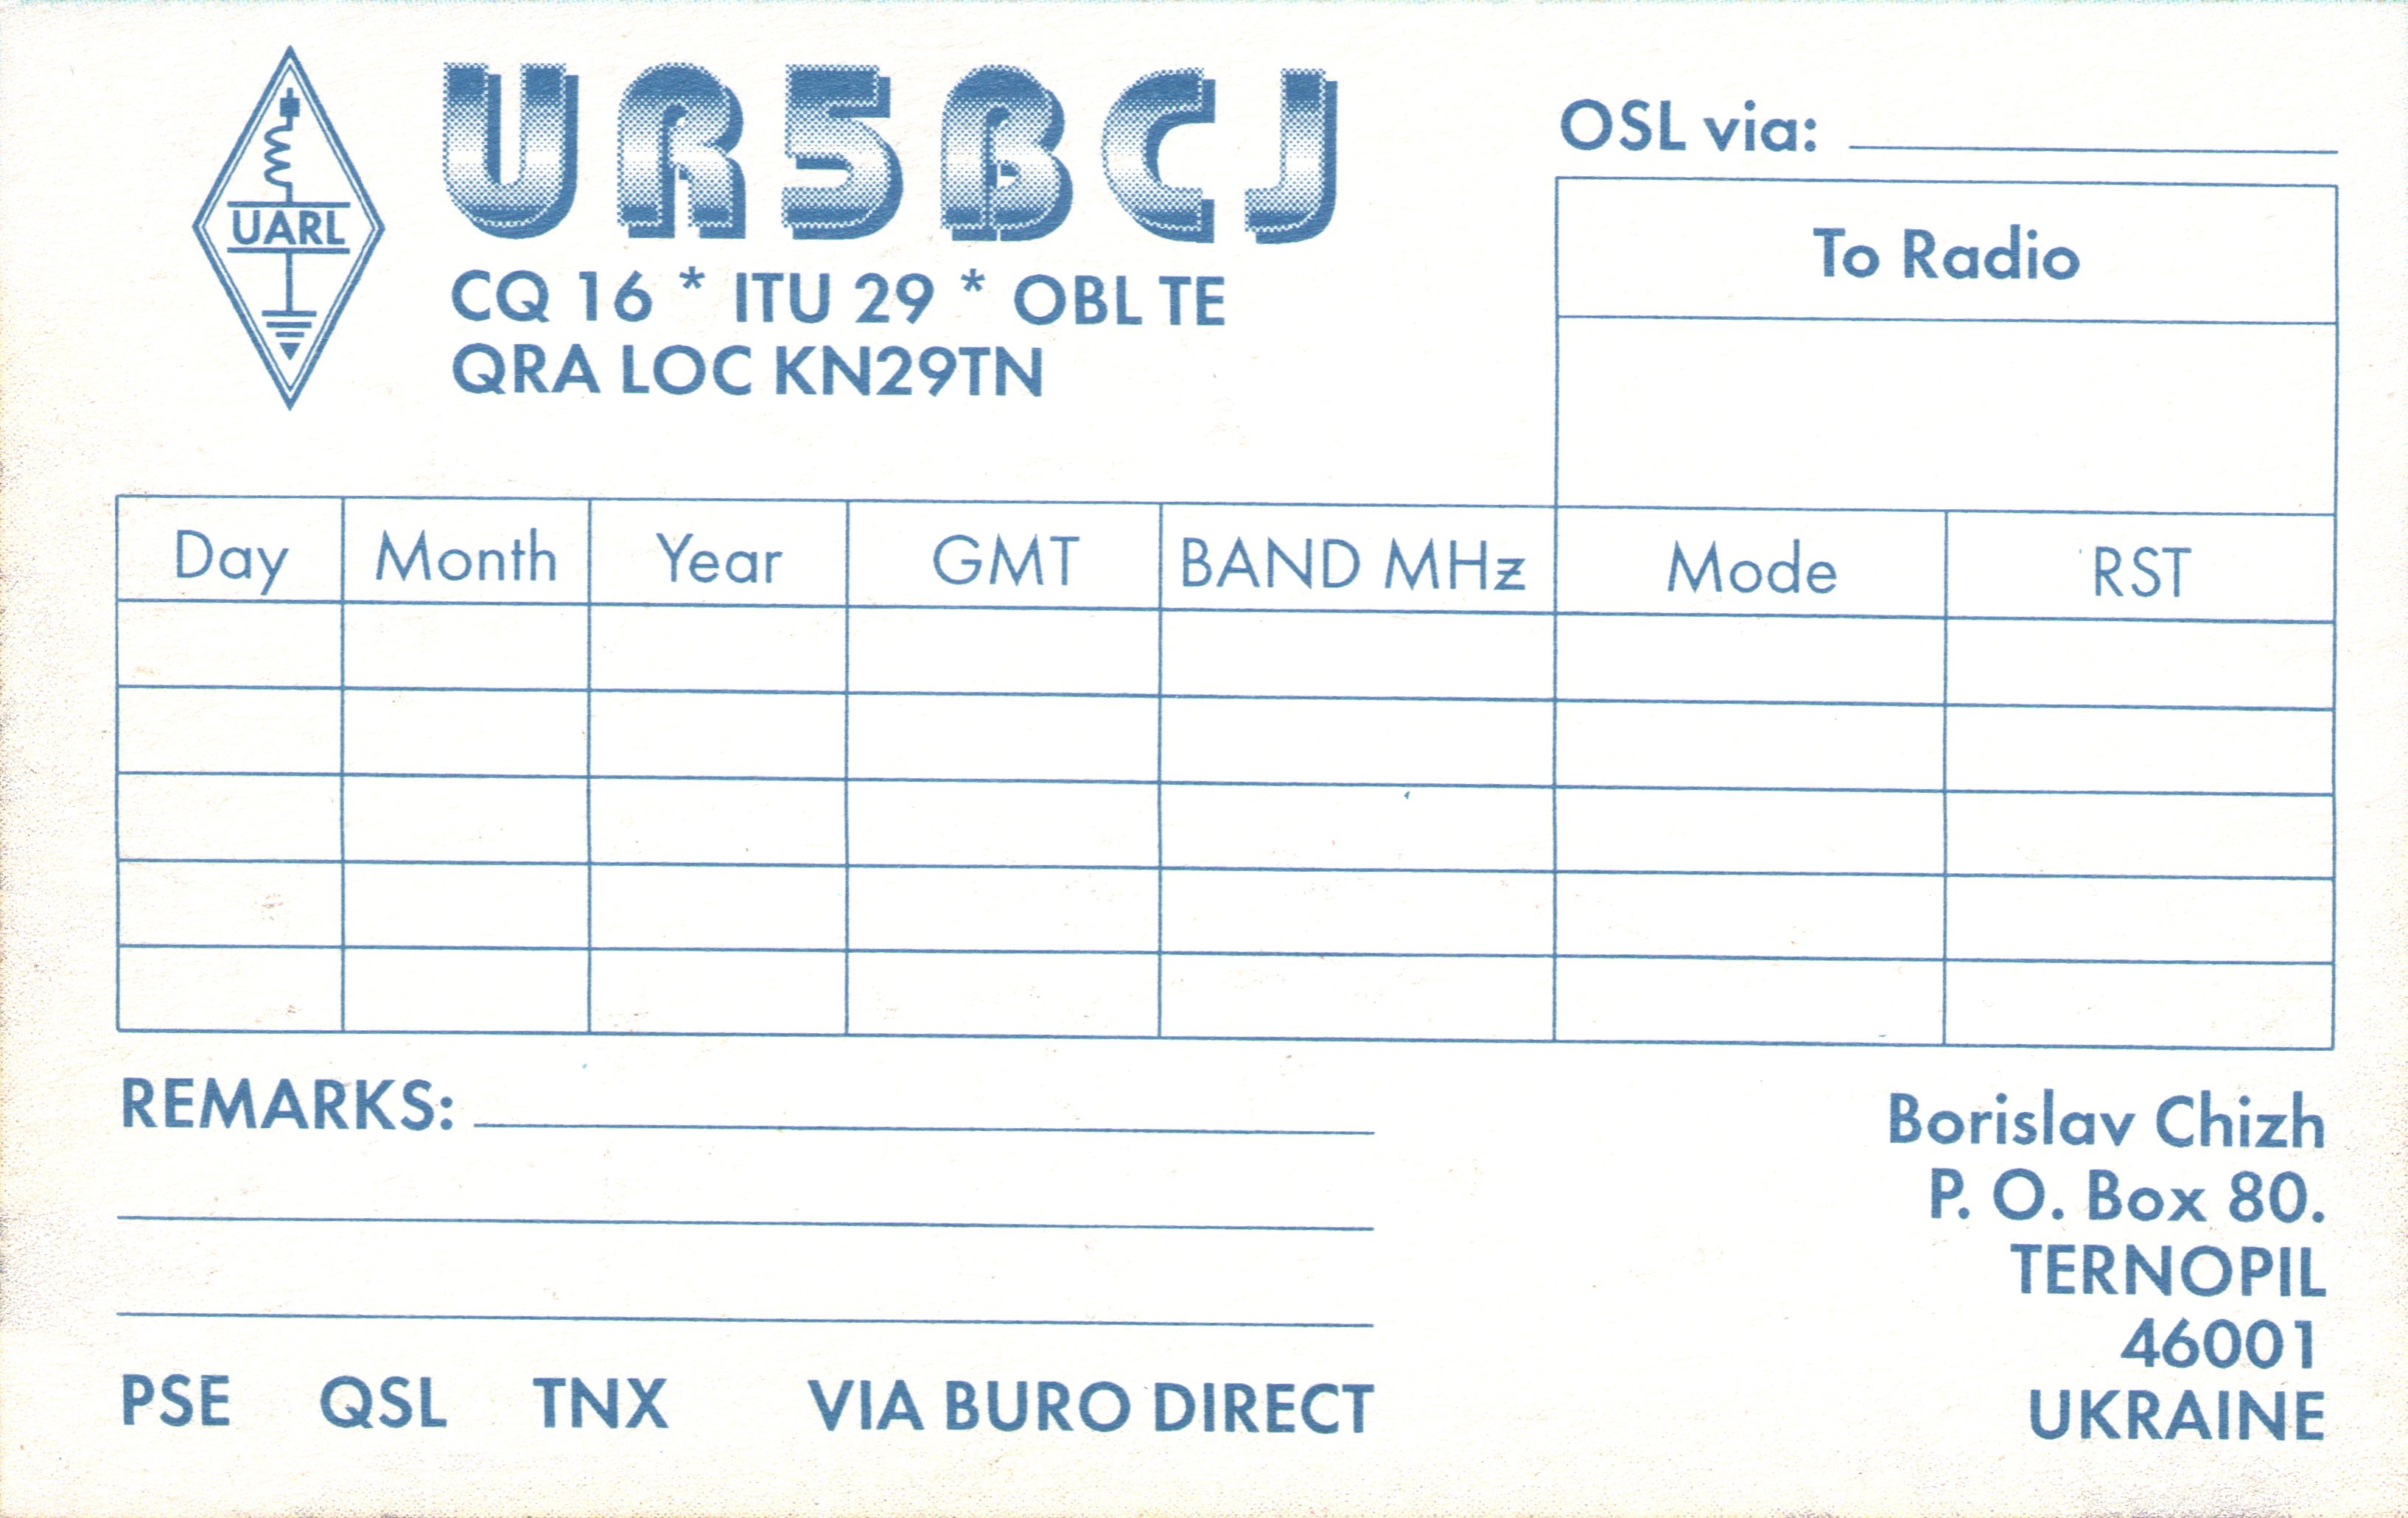 UARL
UR5BCJ
CQ 16 * ITU 29 * OBL TE
QRA LOC KN29TN
OSL via:
To Radio
Day Month Year GMT BAND MHz Mode RST
REMARKS:
PSE QSL TNX VIA BURO DIRECT
Borislav Chizh
P. O. Box 80.
TERNOPIL
46001
UKRAINE